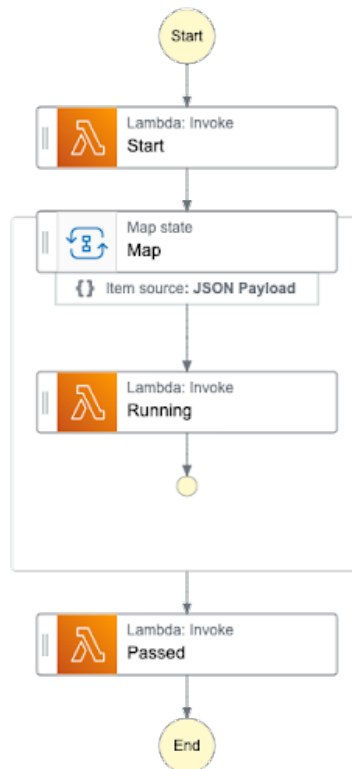 Start
Lambda: Invoke
Start
Map state
Map
{} Item source: JSON Payload
Lambda: Invoke
Running
Lambda: Invoke
Passed
End